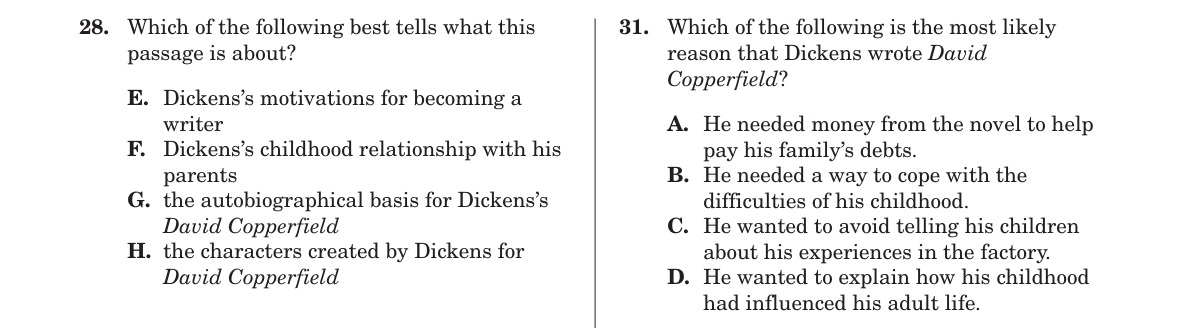 28. Which of the following best tells what this
passage is about?
E. Dickens’s motivations for becoming a
writer
F. Dickens’s childhood relationship with his
parents
G. the autobiographical basis for Dickens’s
David Copperfield
H. the characters created by Dickens for
David Copperfield
31. Which of the following is the most likely
reason that Dickens wrote David
Copperfield?
A. He needed money from the novel to help
pay his family’s debts.
B. He needed a way to cope with the
difficulties of his childhood.
C. He wanted to avoid telling his children
about his experiences in the factory.
D. He wanted to explain how his childhood
had influenced his adult life.